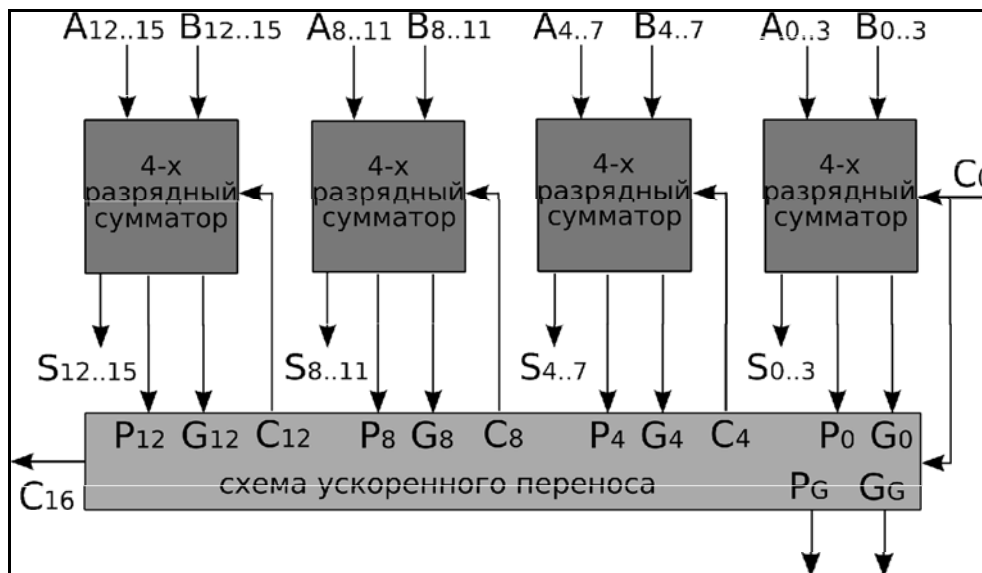 A12..15 B12..15 A8..11 B8..11 A4..7 B4..7 A0..3 B0..3
4-х разрядный сумматор
4-х разрядный сумматор
4-х разрядный сумматор
4-х разрядный сумматор
C0
S12..15 S8..11 S4..7 S0..3
P12 G12 C12 P8 G8 C8 P4 G4 C4 P0 G0
C16 схема ускоренного переноса PG GG